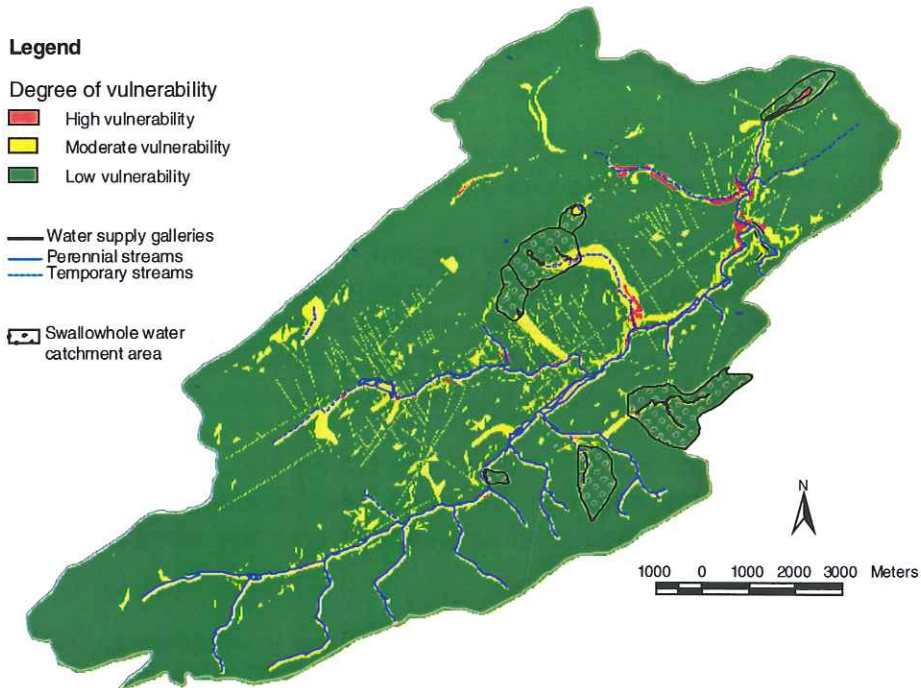 Legend
Degree of vulnerability
High vulnerability
Moderate vulnerability
Low vulnerability
Water supply galleries
Perennial streams
Temporary streams
Swallowhole water
catchment area
N
1000 0 1000 2000 3000 Meters